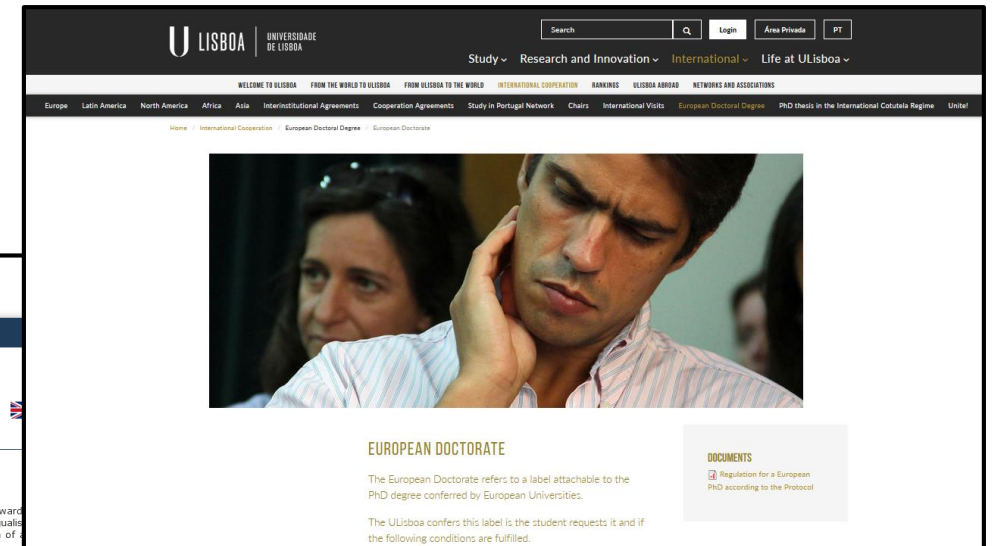 U LISBOA
UNIVERSIDADE
DE LISBOA
Search
Login
Área Privada
PT
Study
Research and Innovation
International
Life at ULisboa
WELCOME TO ULISBOA
FROM THE WORLD TO ULISBOA
FROM ULISBOA TO THE WORLD
INTERNATIONAL COOPERATION
RANKINGS
ULISBOA ABROAD
NETWORKS AND ASSOCIATIONS
Europe
Latin America
North America
Africa
Asia
Interinstitutional Agreements
Cooperation Agreements
Study in Portugal Network
Chairs
International Visits
European Doctoral Degree
PhD thesis in the International Cotutela Regime
Unite!
Home / International Cooperation / European Doctoral Degree / European Doctorate
EUROPEAN DOCTORATE
The European Doctorate refers to a label attachable to the
PhD degree conferred by European Universities.
The ULisboa confers this label is the student requests it and if
the following conditions are fulfilled.
DOCUMENTS
Regulation for a European
PhD according to the Protocol
of